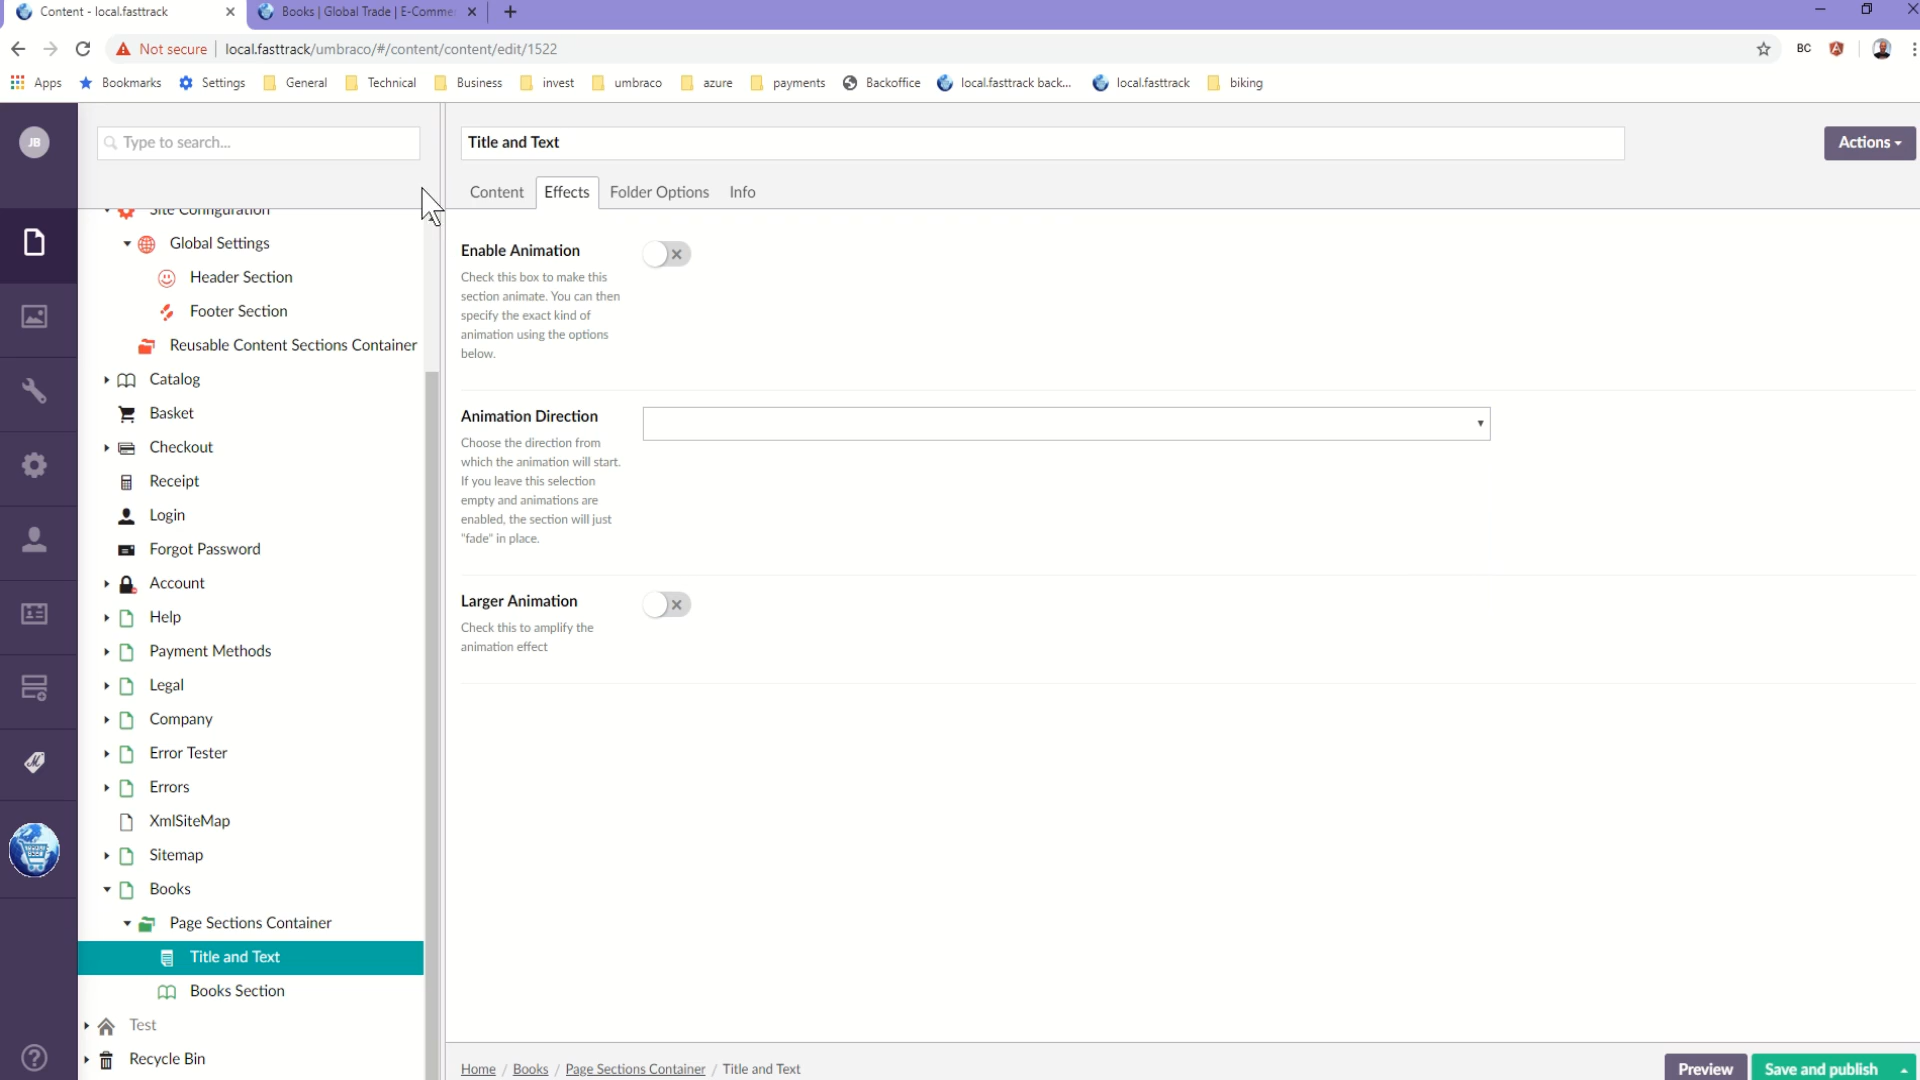 Content - local.fasttrack
Books | Global Trade | E-Comme
Not secure
local.fasttrack/umbraco/#/content/content/edit/1522
BC
Apps
Bookmarks
Settings
General
Technical
Business
invest
umbraco
azure
payments
Backoffice
local.fasttrack back...
local.fasttrack
biking
JB
Type to search...
Title and Text
Actions
Content
Effects
Folder Options
Info
Site Configuration
Global Settings
Header Section
Footer Section
Reusable Content Sections Container
Catalog
Basket
Checkout
Receipt
Login
Forgot Password
Account
Help
Payment Methods
Legal
Company
Error Tester
Errors
XmlSiteMap
Sitemap
Books
Page Sections Container
Title and Text
Books Section
Test
Recycle Bin
Enable Animation
Check this box to make this
section animate. You can then
specify the exact kind of
animation using the options
below.
Animation Direction
Choose the direction from
which the animation will start.
If you leave this selection
empty and animations are
enabled, the section will just
"fade" in place.
Larger Animation
Check this to amplify the
animation effect
Home / Books / Page Sections Container / Title and Text
Preview
Save and publish